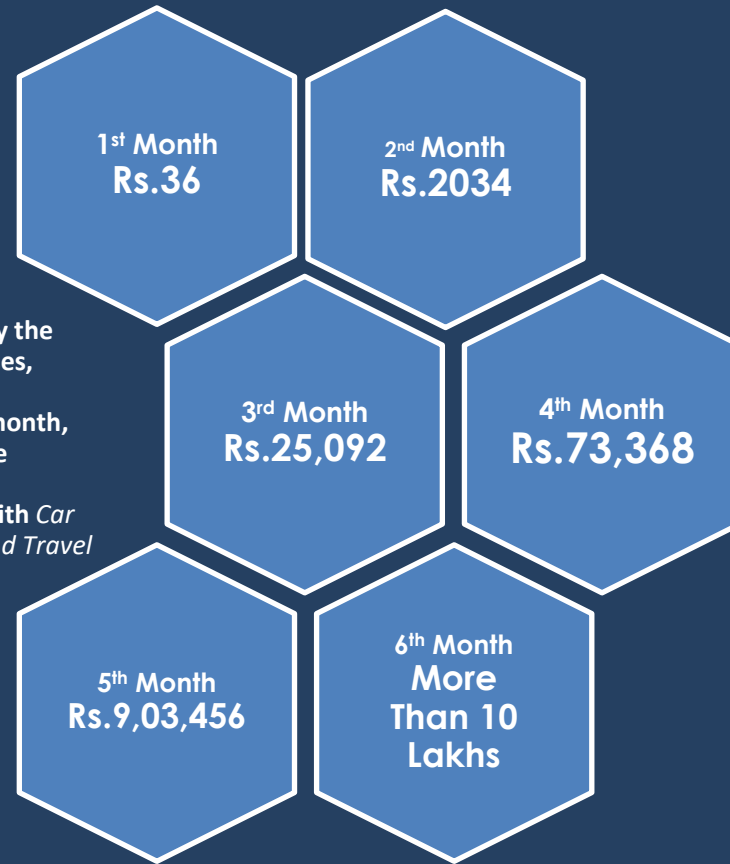 1st Month
Rs.36
2nd Month
Rs.2034
y the
es,
nonth,
e
ith Car
d Travel
3rd Month
Rs.25,092
4th Month
Rs.73,368
5th Month
Rs.9,03,456
6th Month
More
Than 10
Lakhs